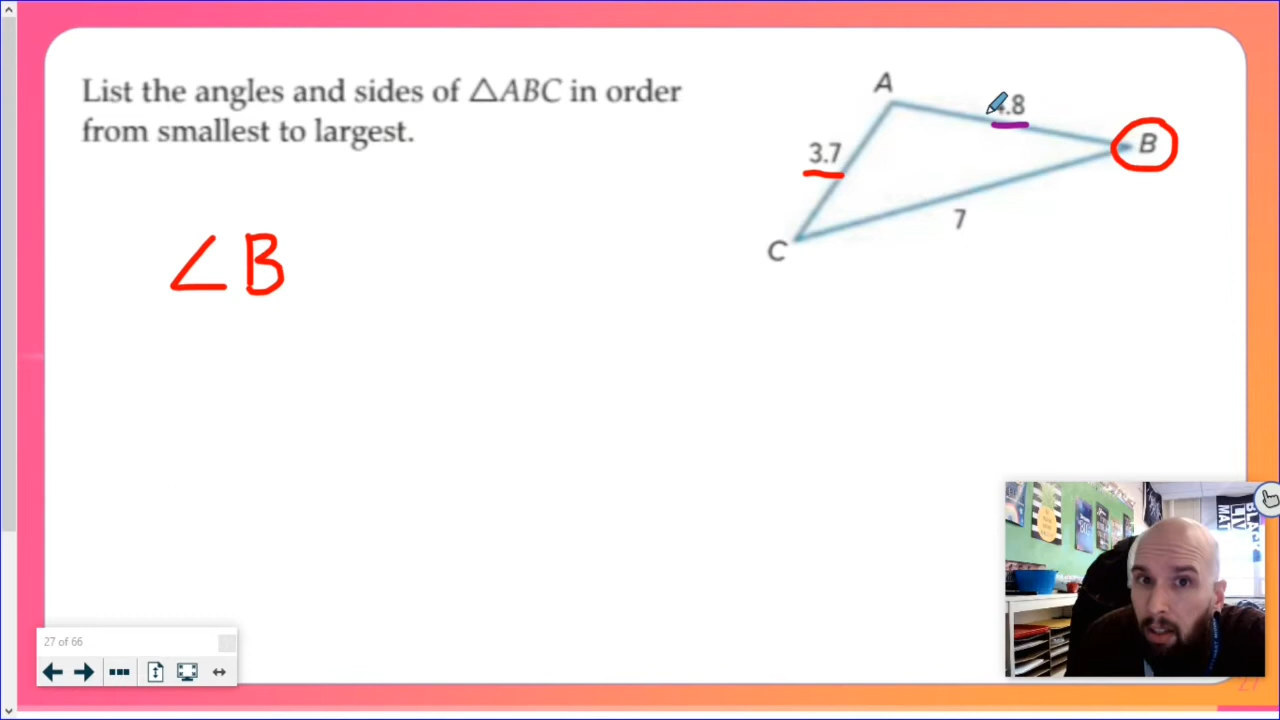 List the angles and sides of △ABC in order
from smallest to largest.
A
4.8
B
3.7
7
C
∠B
27 of 66
27